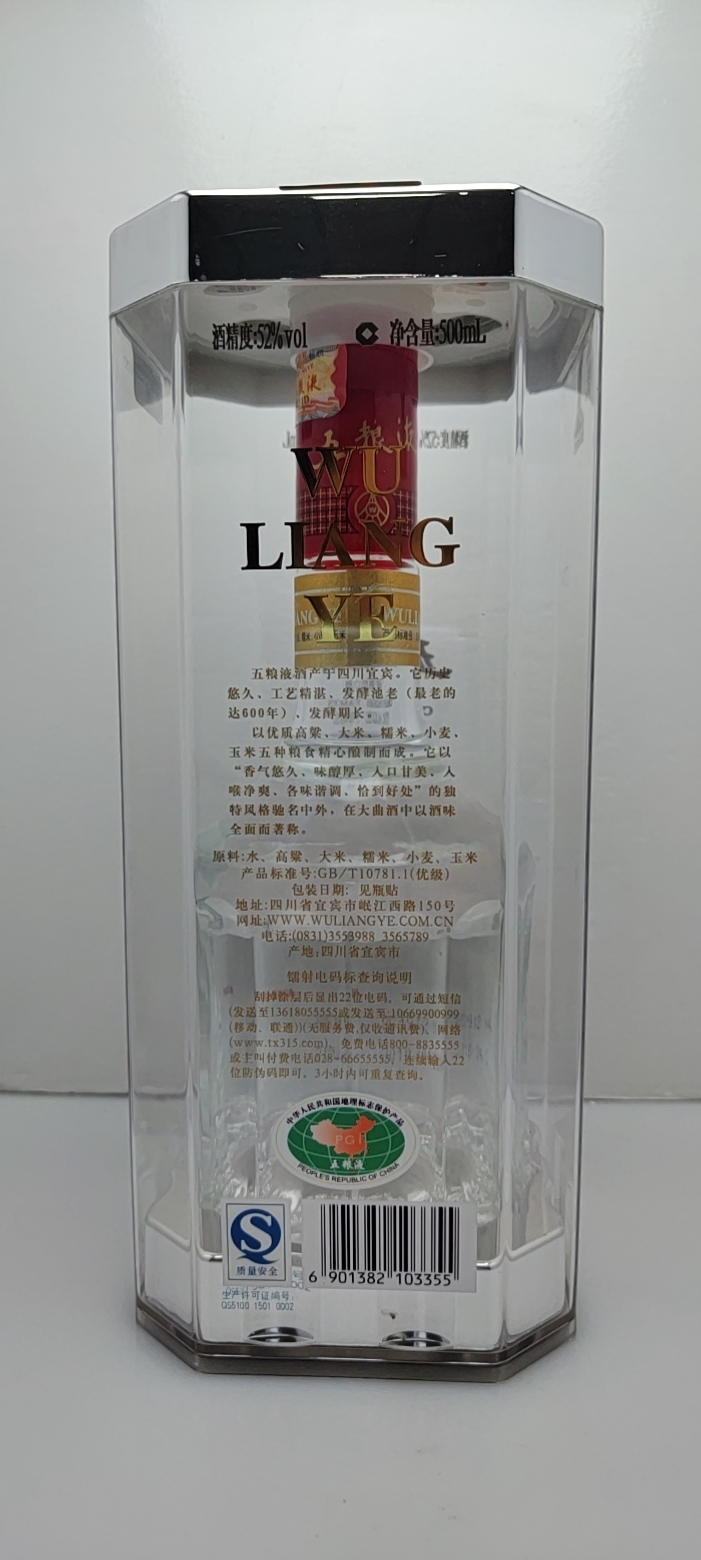 酒精度:52%vol 净含量:500mL
五粮液
WU
LIANG
YE
五粮液酒产于四川宜宾。它历史
悠久、工艺精湛、发酵池老（最老的
达600年）、发酵期长。
以优质高粱、大米、糯米、小麦、
玉米五种粮食精心酿制而成。它以
“香气悠久、味醇厚、入口甘美、入
喉净爽、各味谐调、恰到好处”的独
特风格驰名中外，在大曲酒中以酒味
全面而著称。
原料:水、高粱、大米、糯米、小麦、玉米
产品标准号:GB/T10781.1(优级)
包装日期: 见瓶贴
地址:四川省宜宾市岷江西路150号
网址:WWW.WULIANGYE.COM.CN
电话:(0831)3553988 3565789
产地:四川省宜宾市
镭射电码标查询说明
刮掉涂层后显出22位电码，可通过短信
(发送至13618055555或发送至10669900999
(移动、联通))(无服务费,仅收通讯费)、网络
(www.tx315.com)、免费电话800-8835555
或主叫付费电话028-66655555，连续输入22
位防伪码即可。3小时内可重复查询。
中华人民共和国地理标志保护产品
PGI
五粮液
PEOPLE'S REPUBLIC OF CHINA
质量安全
6 901382 103355
生产许可证编号:
QS5100 1501 0002